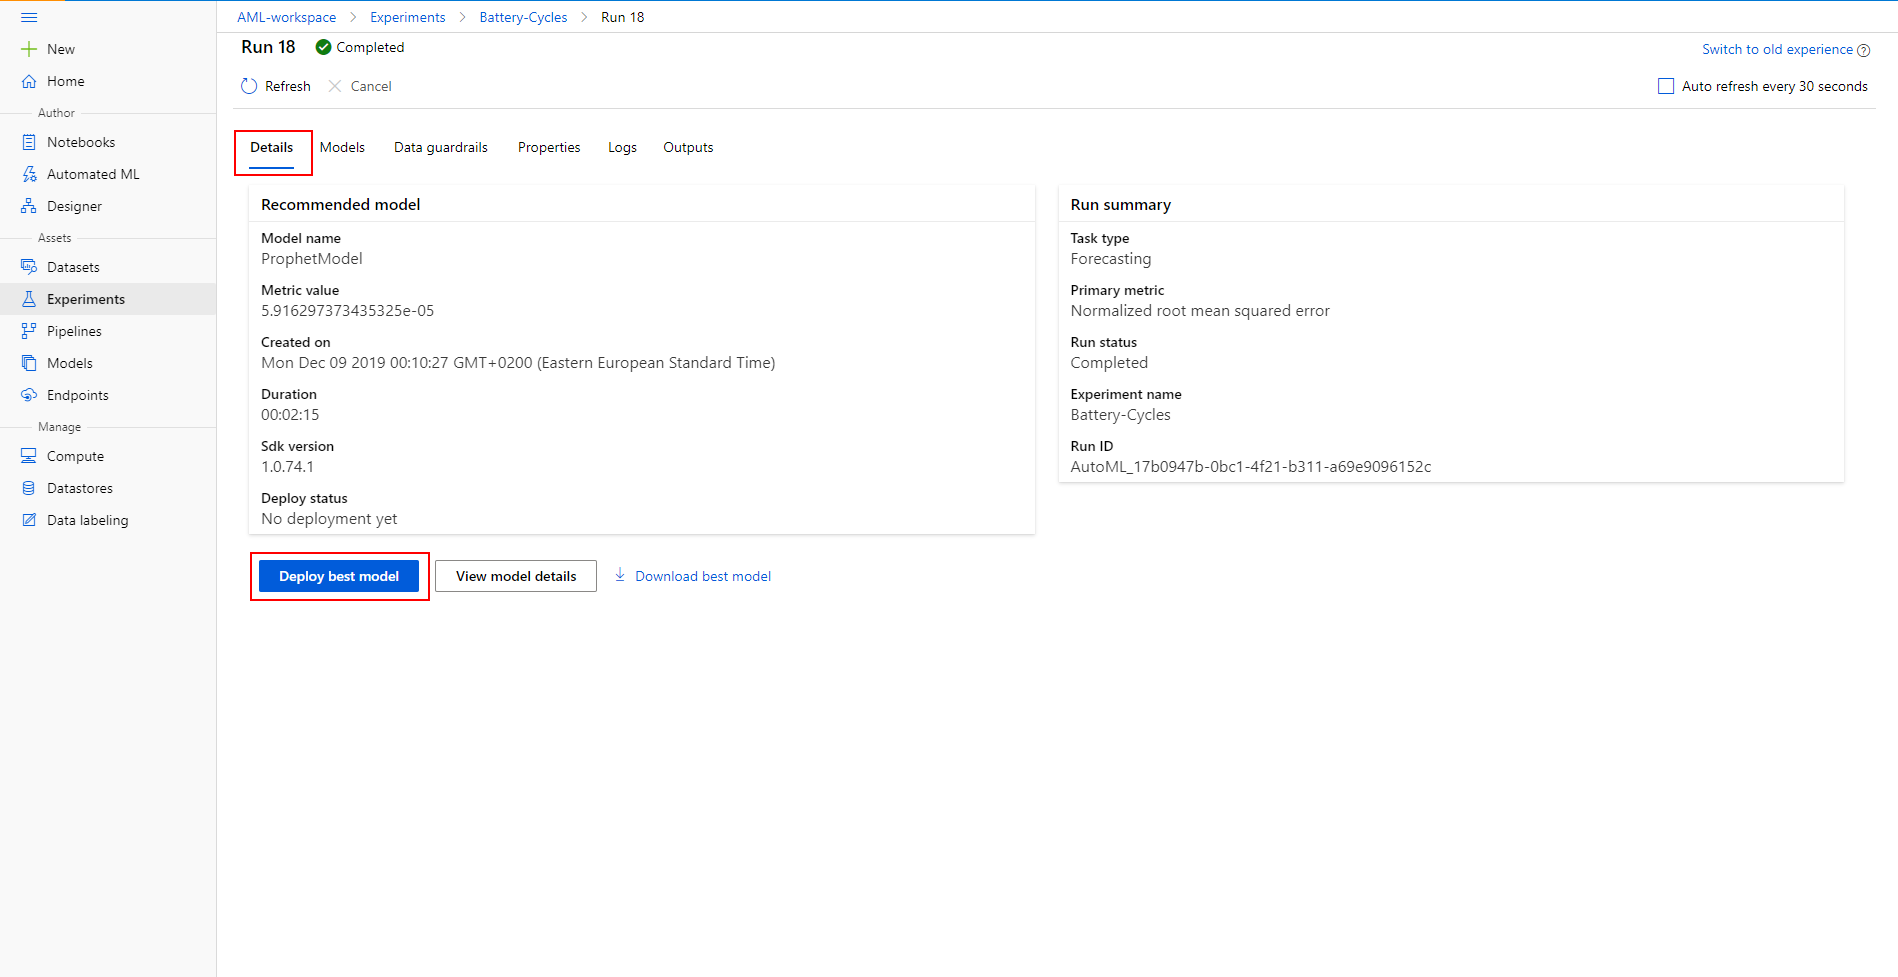 AML-workspace > Experiments > Battery-Cycles > Run 18
Run 18 Completed
Switch to old experience
Refresh Cancel
Auto refresh every 30 seconds
New
Home
Author
Notebooks
Automated ML
Designer
Assets
Datasets
Experiments
Pipelines
Models
Endpoints
Manage
Compute
Datastores
Data labeling
Details Models Data guardrails Properties Logs Outputs
Recommended model
Model name
ProphetModel
Metric value
5.916297373435325e-05
Created on
Mon Dec 09 2019 00:10:27 GMT+0200 (Eastern European Standard Time)
Duration
00:02:15
Sdk version
1.0.74.1
Deploy status
No deployment yet
Run summary
Task type
Forecasting
Primary metric
Normalized root mean squared error
Run status
Completed
Experiment name
Battery-Cycles
Run ID
AutoML_17b0947b-0bc1-4f21-b311-a69e9096152c
Deploy best model View model details Download best model